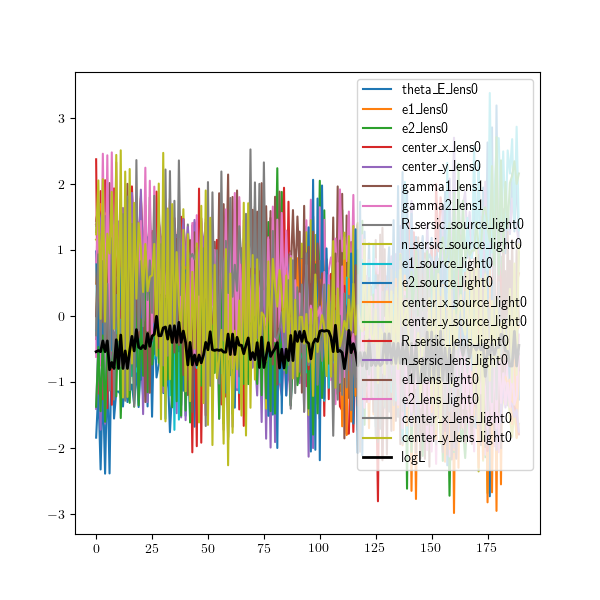 3
2
1
0
−1
−2
−3
0
25
50
75
100
125
150
175
theta_E_lens0
e1_lens0
e2_lens0
center_x_lens0
center_y_lens0
gamma1_lens1
gamma2_lens1
R_sersic_source_light0
n_sersic_source_light0
e1_source_light0
e2_source_light0
center_x_source_light0
center_y_source_light0
R_sersic_lens_light0
n_sersic_lens_light0
e1_lens_light0
e2_lens_light0
center_x_lens_light0
center_y_lens_light0
logL